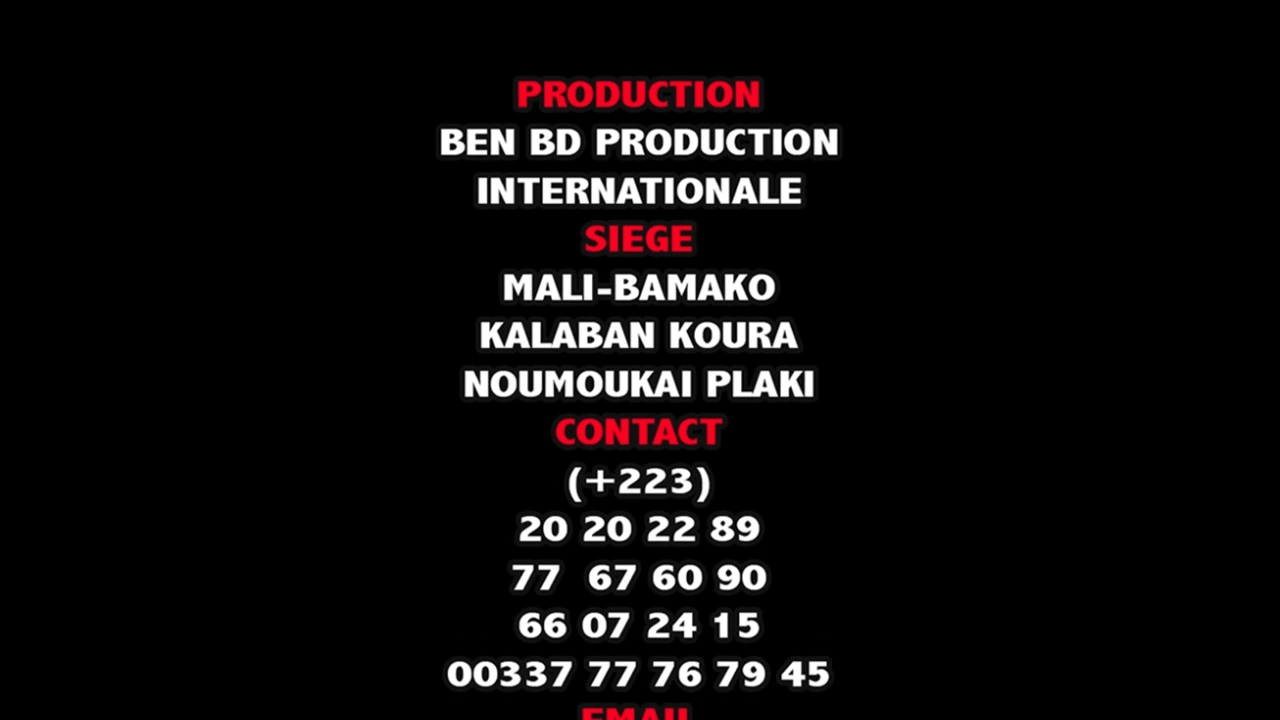 PRODUCTION
BEN BD PRODUCTION
INTERNATIONALE
SIEGE
MALI-BAMAKO
KALABAN KOURA
NOUMOUKAI PLAKI
CONTACT
(+223)
20 20 22 89
77 67 60 90
66 07 24 15
00337 77 76 79 45
EMAIL